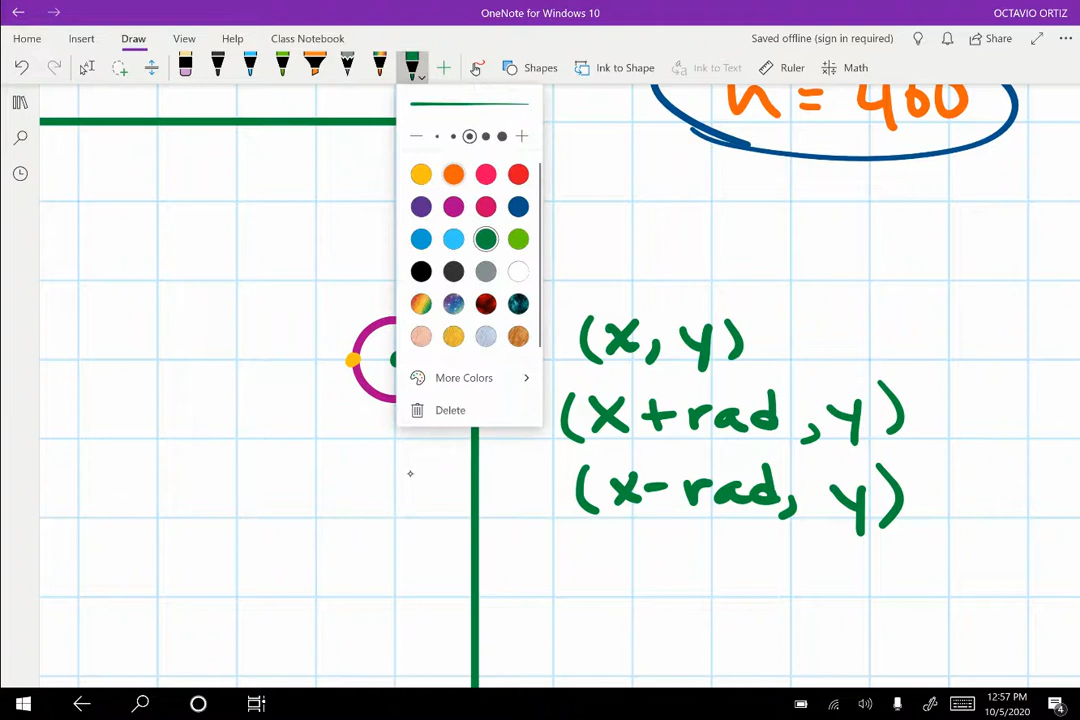 OneNote for Windows 10
OCTAVIO ORTIZ
Home
Insert
Draw
View
Help
Class Notebook
Saved offline (sign in required)
Share
Shapes
Ink to Shape
Ink to Text
Ruler
Math
h = 400
More Colors
Delete
(x, y)
(x+rad, y)
(x-rad, y)
12:57 PM
10/5/2020
4